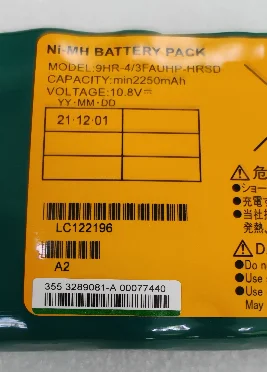 Ni-MH BATTERY PACK
MODEL:9HR-4/3FAUHP-HRSD
CAPACITY:min2250mAh
VOLTAGE:10.8V⎓
YY・MM・DD
21・12・01
LC122196
A2
355 3289081-A 00077440
⚠危
●ショー
●充電す
●当社
発熱、
⚠D
●Do n
●Use
●Use
May